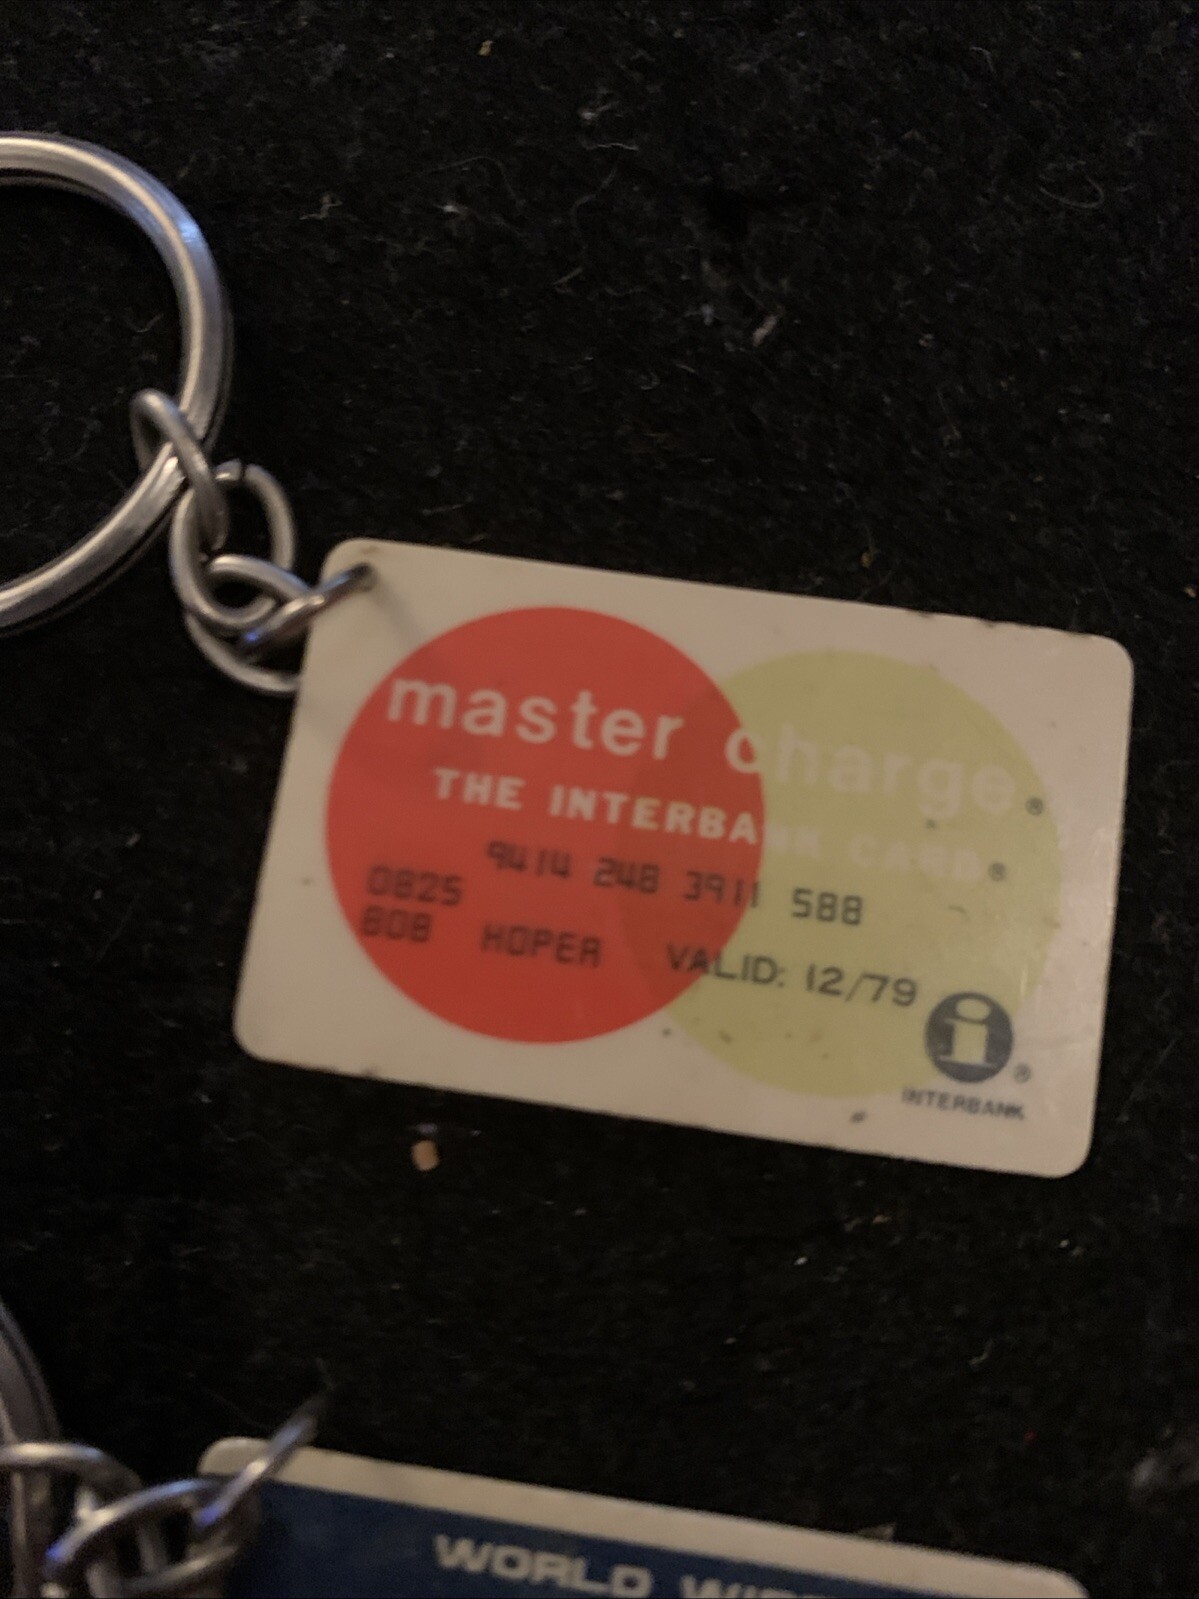 master charge®
THE INTERBANK CARD®
9414 248 3911 588
0825
BOB HOPER VALID: 12/79
i®
INTERBANK
WORLD